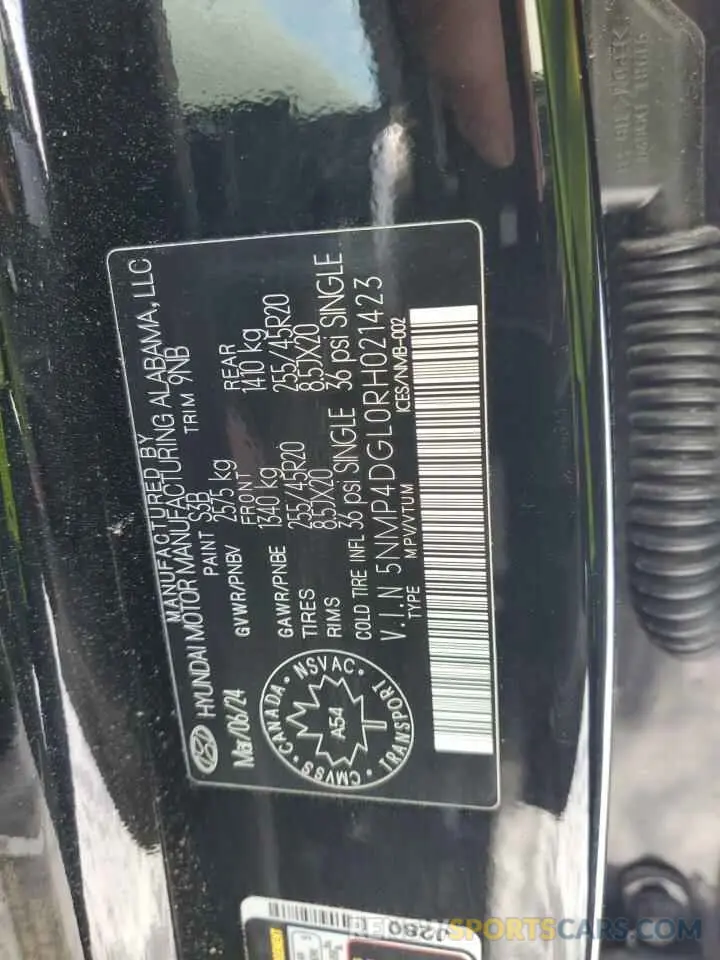 MANUFACTURED BY
HYUNDAI MOTOR MANUFACTURING ALABAMA, LLC
Mar/06/24 PAINT S3B TRIM 9NB
GVWR/PNBV 2575 kg
FRONT REAR
GAWR/PNBE 1340 kg 1410 kg
TIRES 255/45R20 255/45R20
RIMS 8.5JX20 8.5JX20
COLD TIRE INFL 36 psi SINGLE 36 psi SINGLE
V.I.N 5NMP4DGL0RH021423
TYPE MPV/VTUM ICES/NMB-002
CANADA NSVAC TRANSPORT CMVSS
A54
J280
REVIEWSPORTSCARS.COM